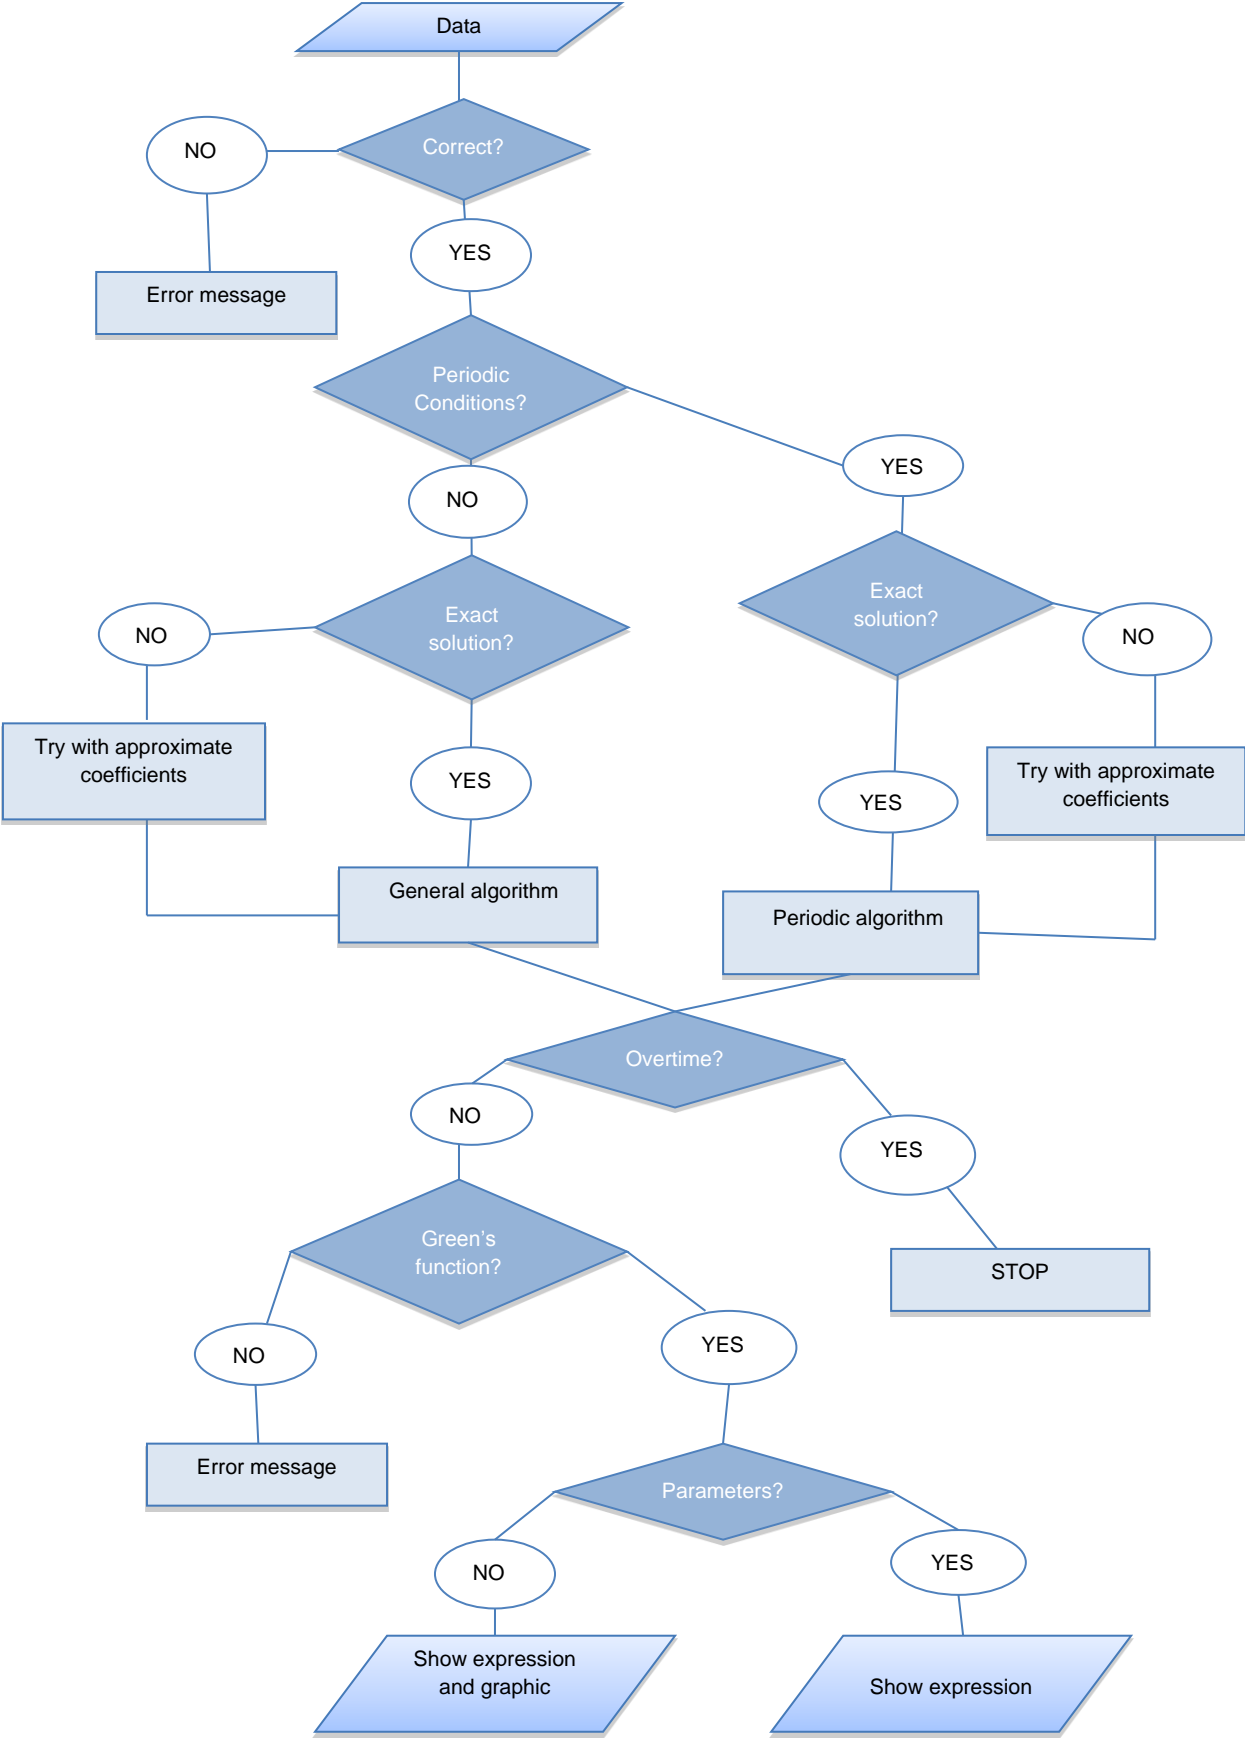 Data
Correct?
NO
YES
Error message
Periodic
Conditions?
YES
NO
Exact
solution?
Exact
solution?
NO
NO
Try with approximate
coefficients
YES
Try with approximate
coefficients
YES
General algorithm
Periodic algorithm
Overtime?
NO
YES
Green’s
function?
STOP
NO
YES
Error message
Parameters?
NO
YES
Show expression
and graphic
Show expression